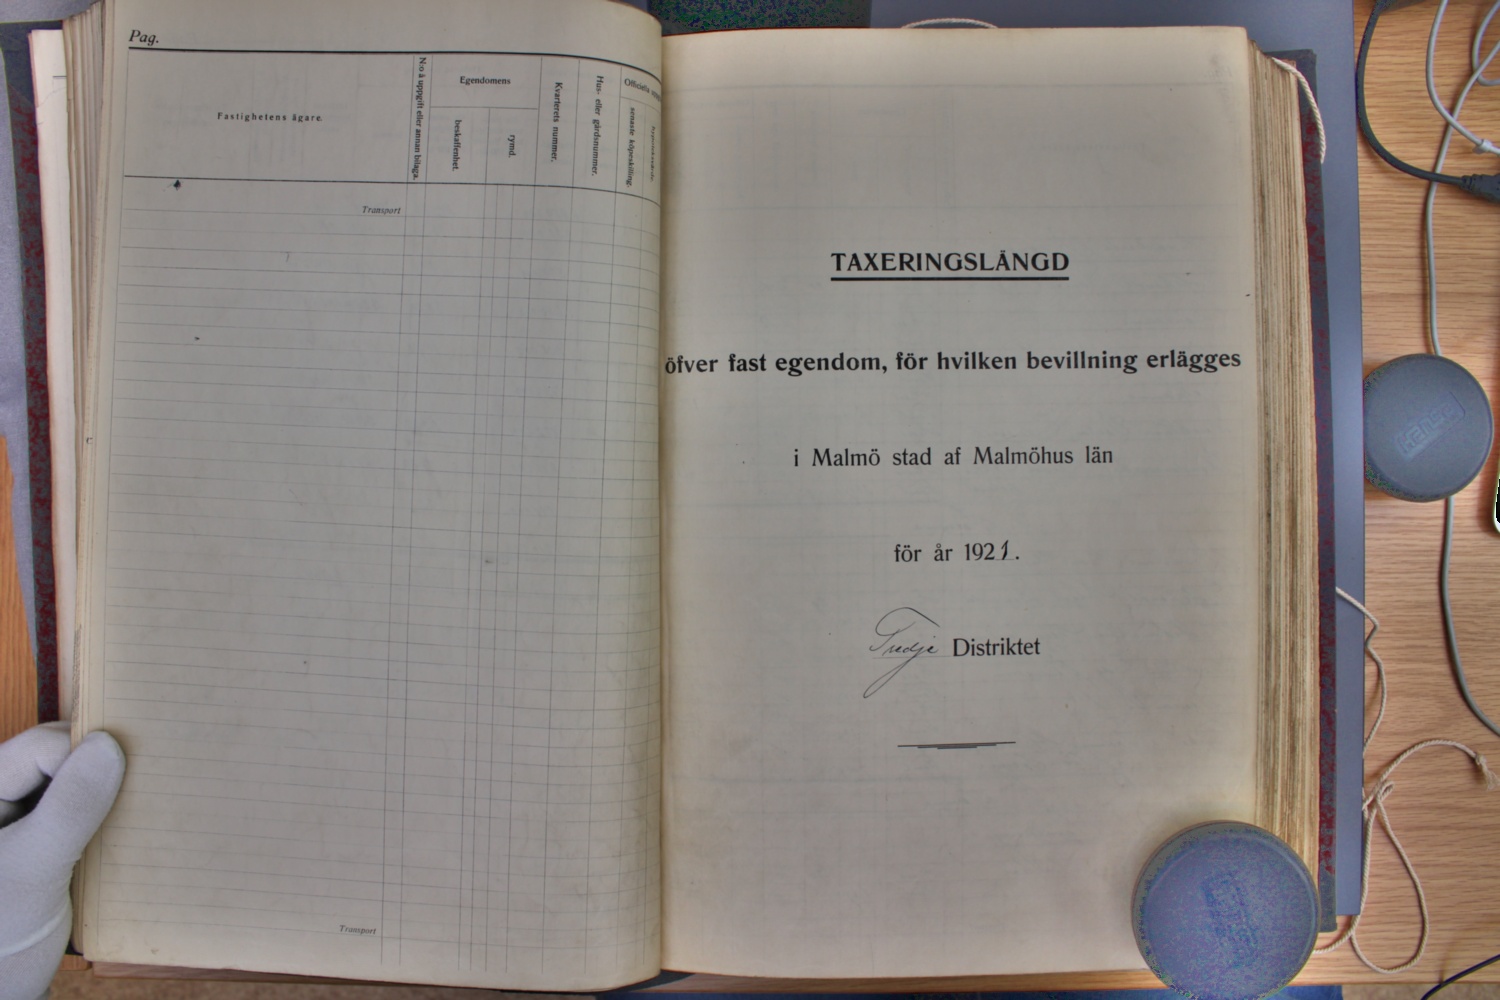 Pag.
Fastighetens ägare.
N:o å uppgift eller annan bilaga.
Egendomens
beskaffenhet.
rymd.
Kvarterets nummer.
Hus- eller gårdsnummer.
Officiella
senaste köpeskilling.
Transport
Transport
TAXERINGSLÄNGD
öfver fast egendom, för hvilken bevillning erlägges
i Malmö stad af Malmöhus län
för år 1921.
Tredje Distriktet